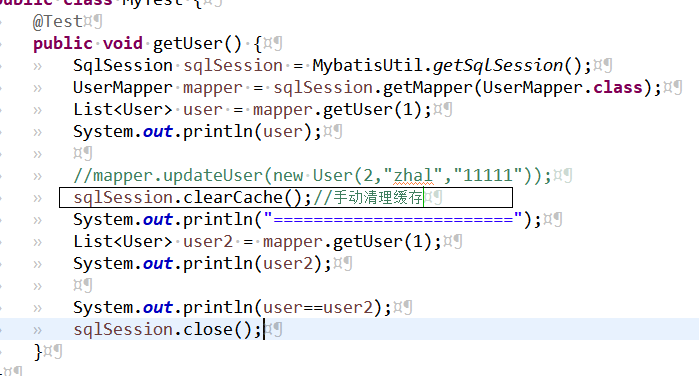 public class MyTest {
@Test
public void getUser() {
SqlSession sqlSession = MybatisUtil.getSqlSession();
UserMapper mapper = sqlSession.getMapper(UserMapper.class);
List<User> user = mapper.getUser(1);
System.out.println(user);
//mapper.updateUser(new User(2,"zhal","11111"));
sqlSession.clearCache();//手动清理缓存
System.out.println("========================");
List<User> user2 = mapper.getUser(1);
System.out.println(user2);
System.out.println(user==user2);
sqlSession.close();
}